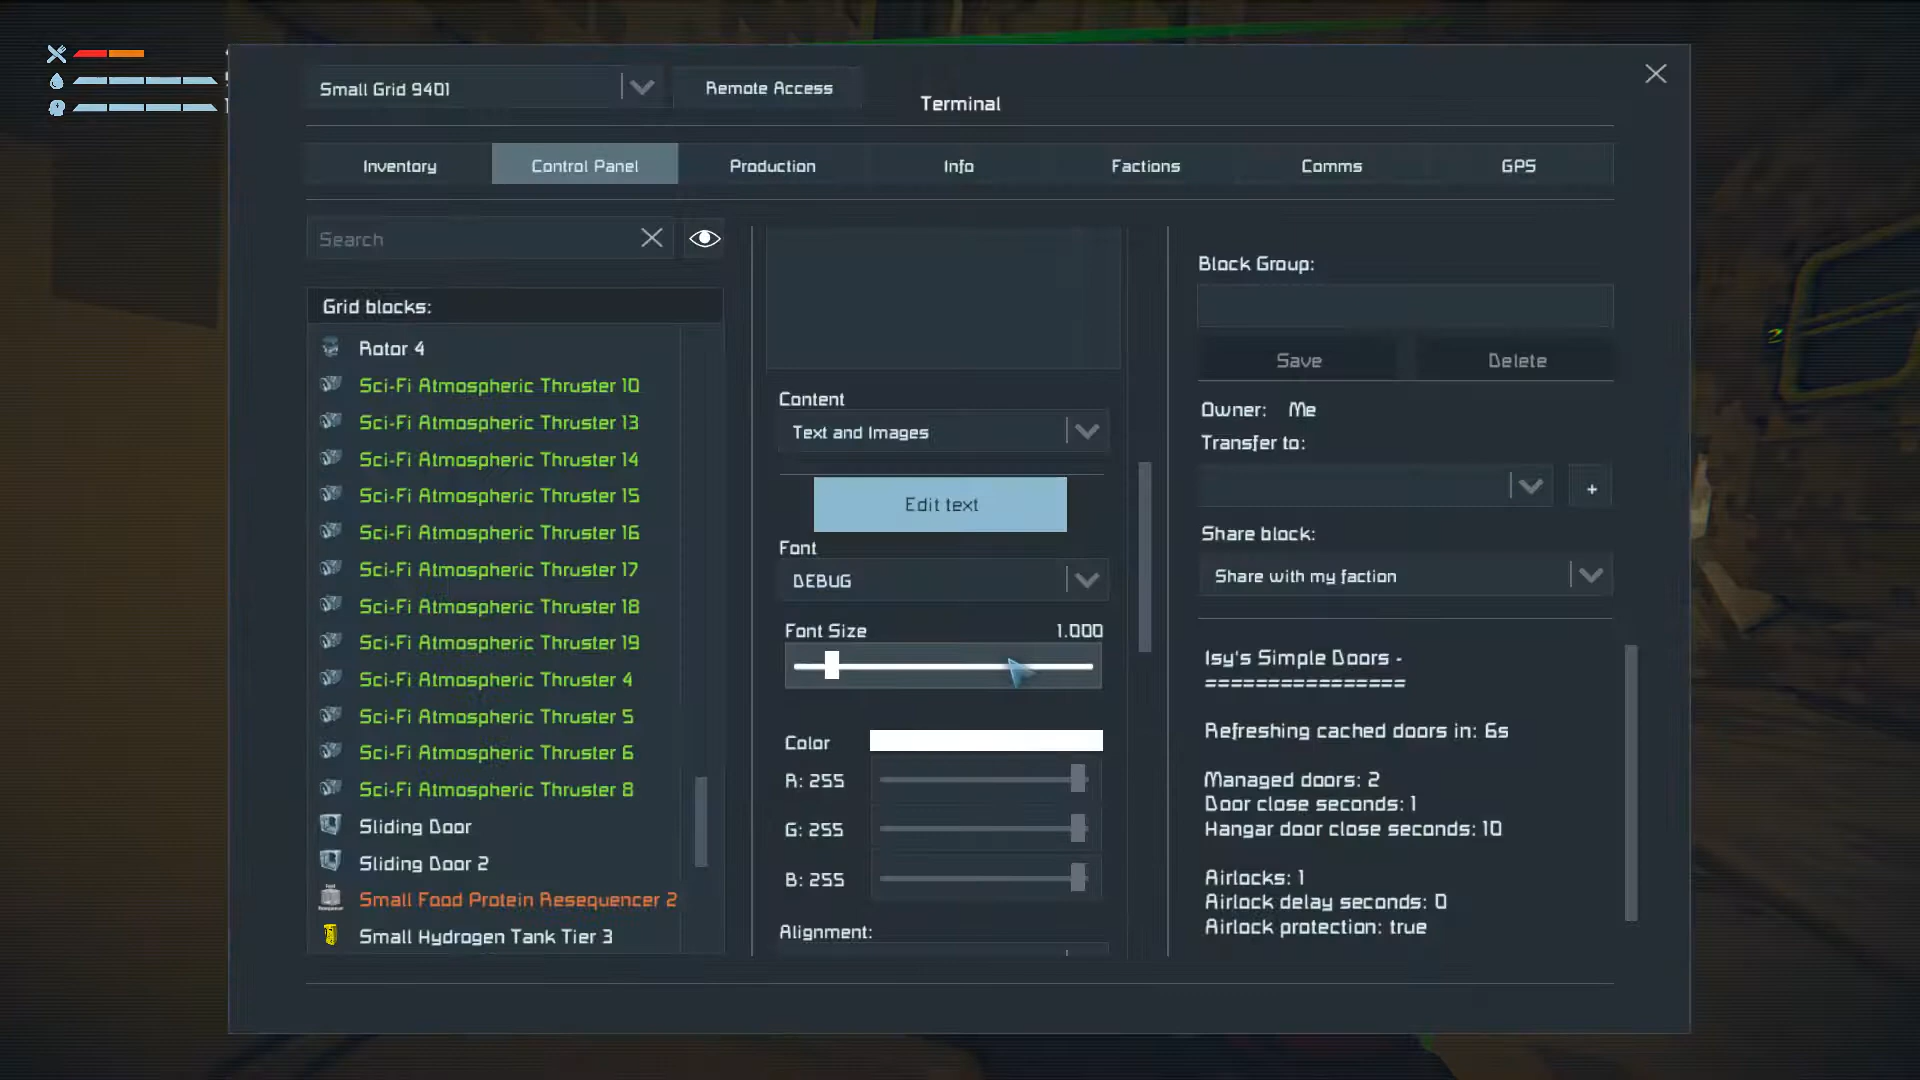 Small Grid 9401
Remote Access
Terminal
Inventory
Control Panel
Production
Info
Factions
Comms
GPS
Search
Grid blocks:
Rotor 4
Sci-Fi Atmospheric Thruster 10
Sci-Fi Atmospheric Thruster 13
Sci-Fi Atmospheric Thruster 14
Sci-Fi Atmospheric Thruster 15
Sci-Fi Atmospheric Thruster 16
Sci-Fi Atmospheric Thruster 17
Sci-Fi Atmospheric Thruster 18
Sci-Fi Atmospheric Thruster 19
Sci-Fi Atmospheric Thruster 4
Sci-Fi Atmospheric Thruster 5
Sci-Fi Atmospheric Thruster 6
Sci-Fi Atmospheric Thruster 8
Sliding Door
Sliding Door 2
Small Food Protein Resequencer 2
Small Hydrogen Tank Tier 3
Content
Text and Images
Edit text
Font
DEBUG
Font Size 1.000
Color
R: 255
G: 255
B: 255
Alignment:
Block Group:
Save
Delete
Owner: Me
Transfer to:
+
Share block:
Share with my faction
Isy's Simple Doors -
================
Refreshing cached doors in: 6s
Managed doors: 2
Door close seconds: 1
Hangar door close seconds: 10
Airlocks: 1
Airlock delay seconds: 0
Airlock protection: true